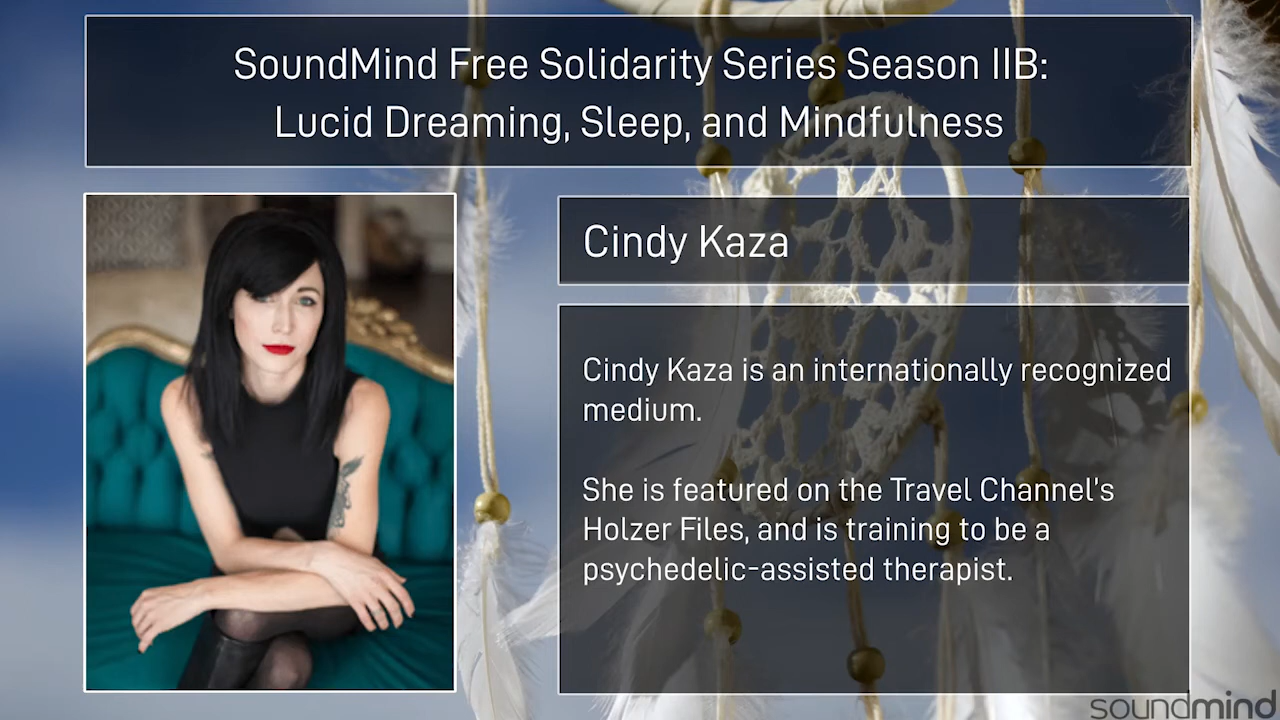 SoundMind Free Solidarity Series Season IIB:
Lucid Dreaming, Sleep, and Mindfulness
Cindy Kaza
Cindy Kaza is an internationally recognized
medium.
She is featured on the Travel Channel's
Holzer Files, and is training to be a
psychedelic-assisted therapist.
soundmind